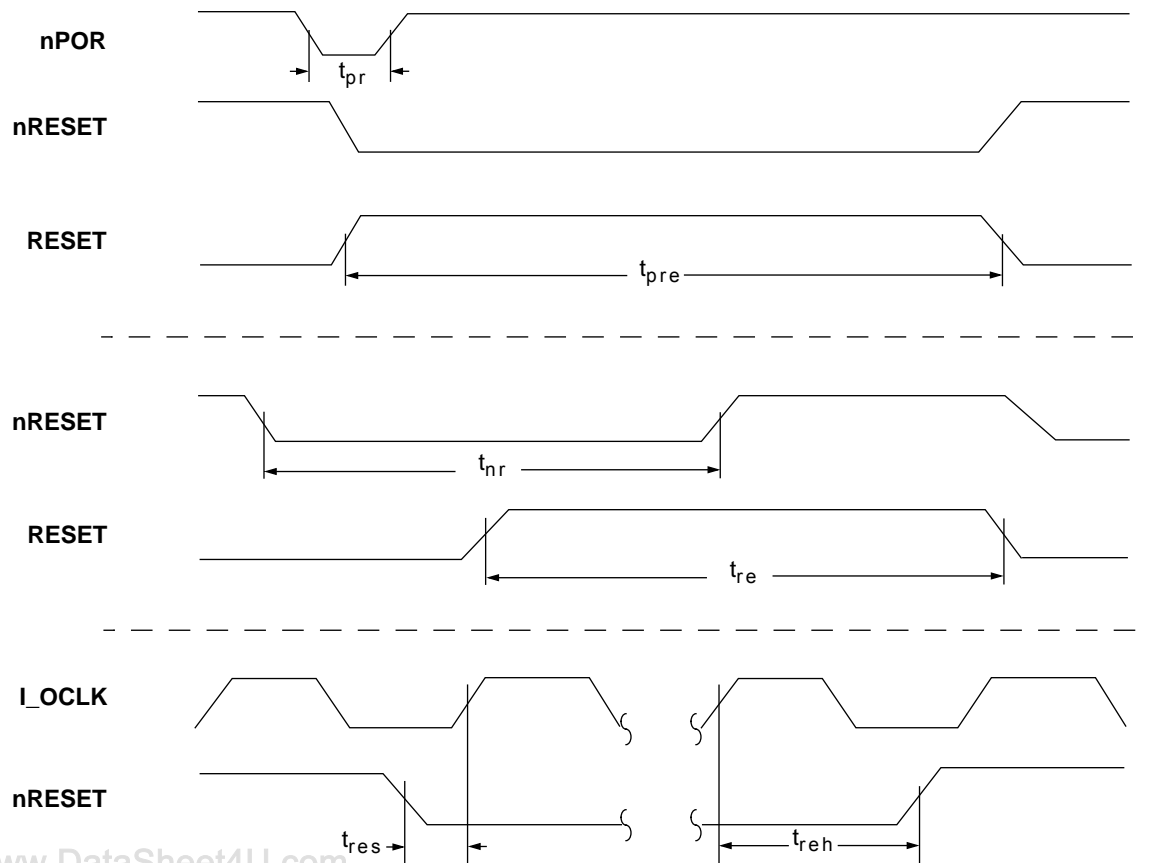 nPOR
tpr
nRESET
RESET
tpre
nRESET
tnr
RESET
tre
I_OCLK
nRESET
tres
treh
www.DataSheet4U.com